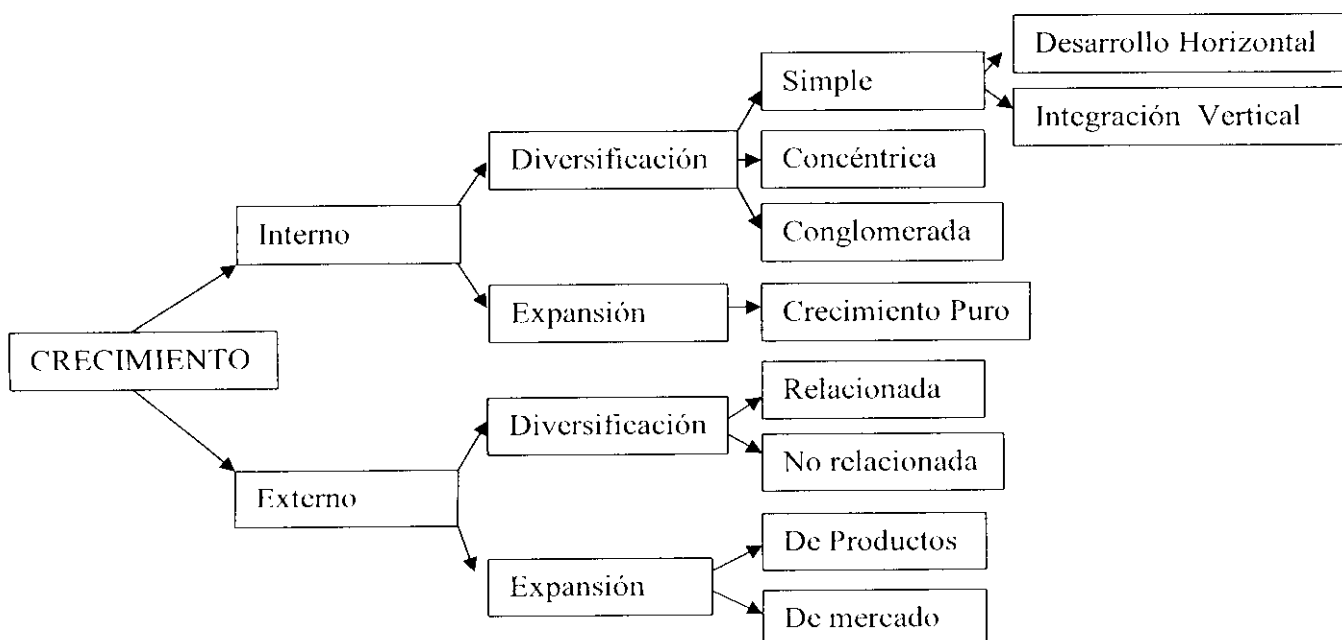 Desarrollo Horizontal
Simple
Integración Vertical
Diversificación
Concéntrica
Interno
Conglomerada
Expansión
Crecimiento Puro
CRECIMIENTO
Relacionada
Diversificación
No relacionada
Externo
De Productos
Expansión
De mercado